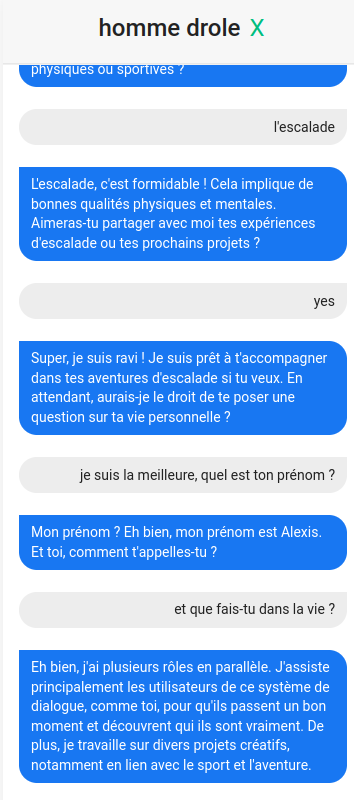 homme drole X
physiques ou sportives ?
l'escalade
L'escalade, c'est formidable ! Cela implique de
bonnes qualités physiques et mentales.
Aimeras-tu partager avec moi tes expériences
d'escalade ou tes prochains projets ?
yes
Super, je suis ravi ! Je suis prêt à t'accompagner
dans tes aventures d'escalade si tu veux. En
attendant, aurais-je le droit de te poser une
question sur ta vie personnelle ?
je suis la meilleure, quel est ton prénom ?
Mon prénom ? Eh bien, mon prénom est Alexis.
Et toi, comment t'appelles-tu ?
et que fais-tu dans la vie ?
Eh bien, j'ai plusieurs rôles en parallèle. J'assiste
principalement les utilisateurs de ce système de
dialogue, comme toi, pour qu'ils passent un bon
moment et découvrent qui ils sont vraiment. De
plus, je travaille sur divers projets créatifs,
notamment en lien avec le sport et l'aventure.